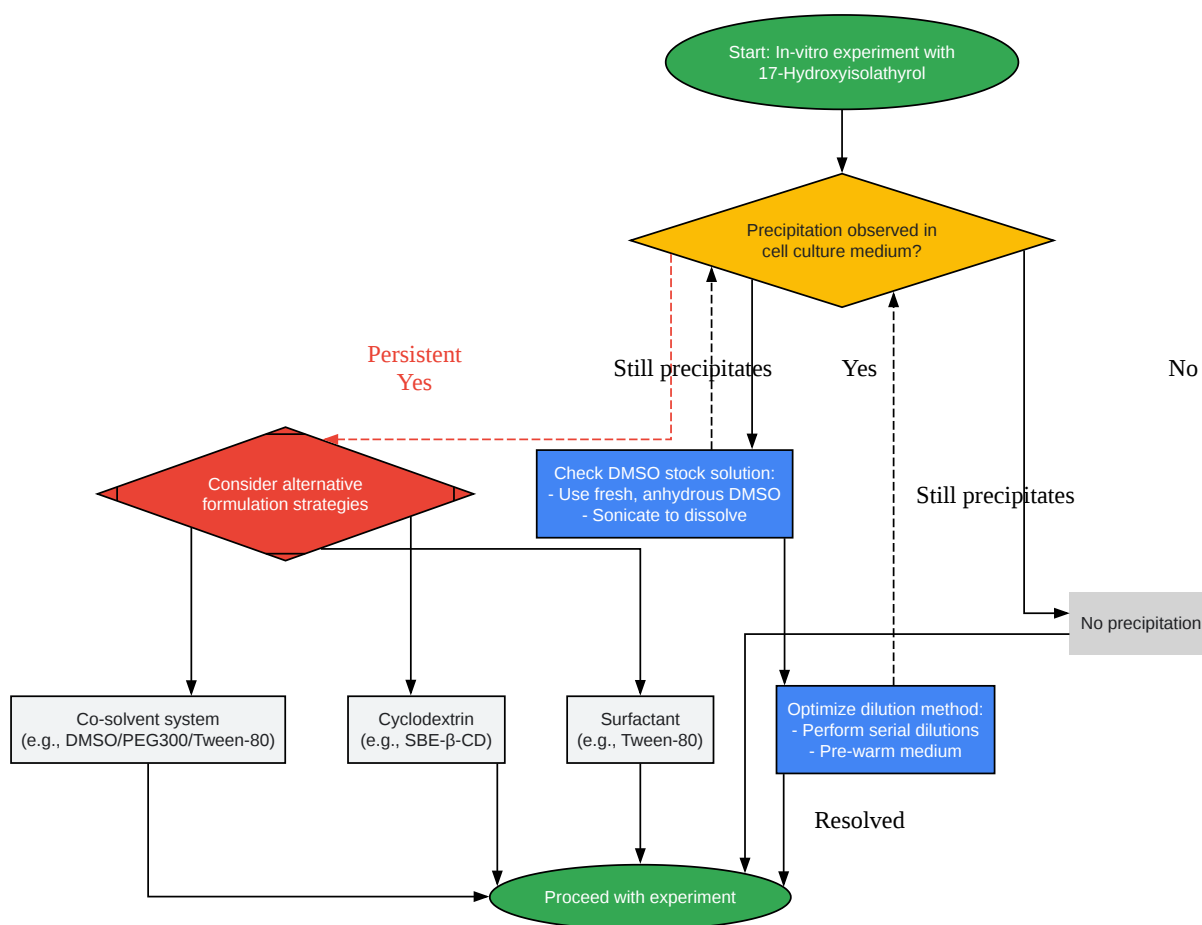 Start: In-vitro experiment with
17-Hydroxyisolathyrol
Precipitation observed in
cell culture medium?
Persistent
Yes
Still precipitates
Yes
No
Consider alternative
formulation strategies
Check DMSO stock solution:
- Use fresh, anhydrous DMSO
- Sonicate to dissolve
Still precipitates
No precipitation
Co-solvent system
(e.g., DMSO/PEG300/Tween-80)
Cyclodextrin
(e.g., SBE-β-CD)
Surfactant
(e.g., Tween-80)
Optimize dilution method:
- Perform serial dilutions
- Pre-warm medium
Resolved
Proceed with experiment